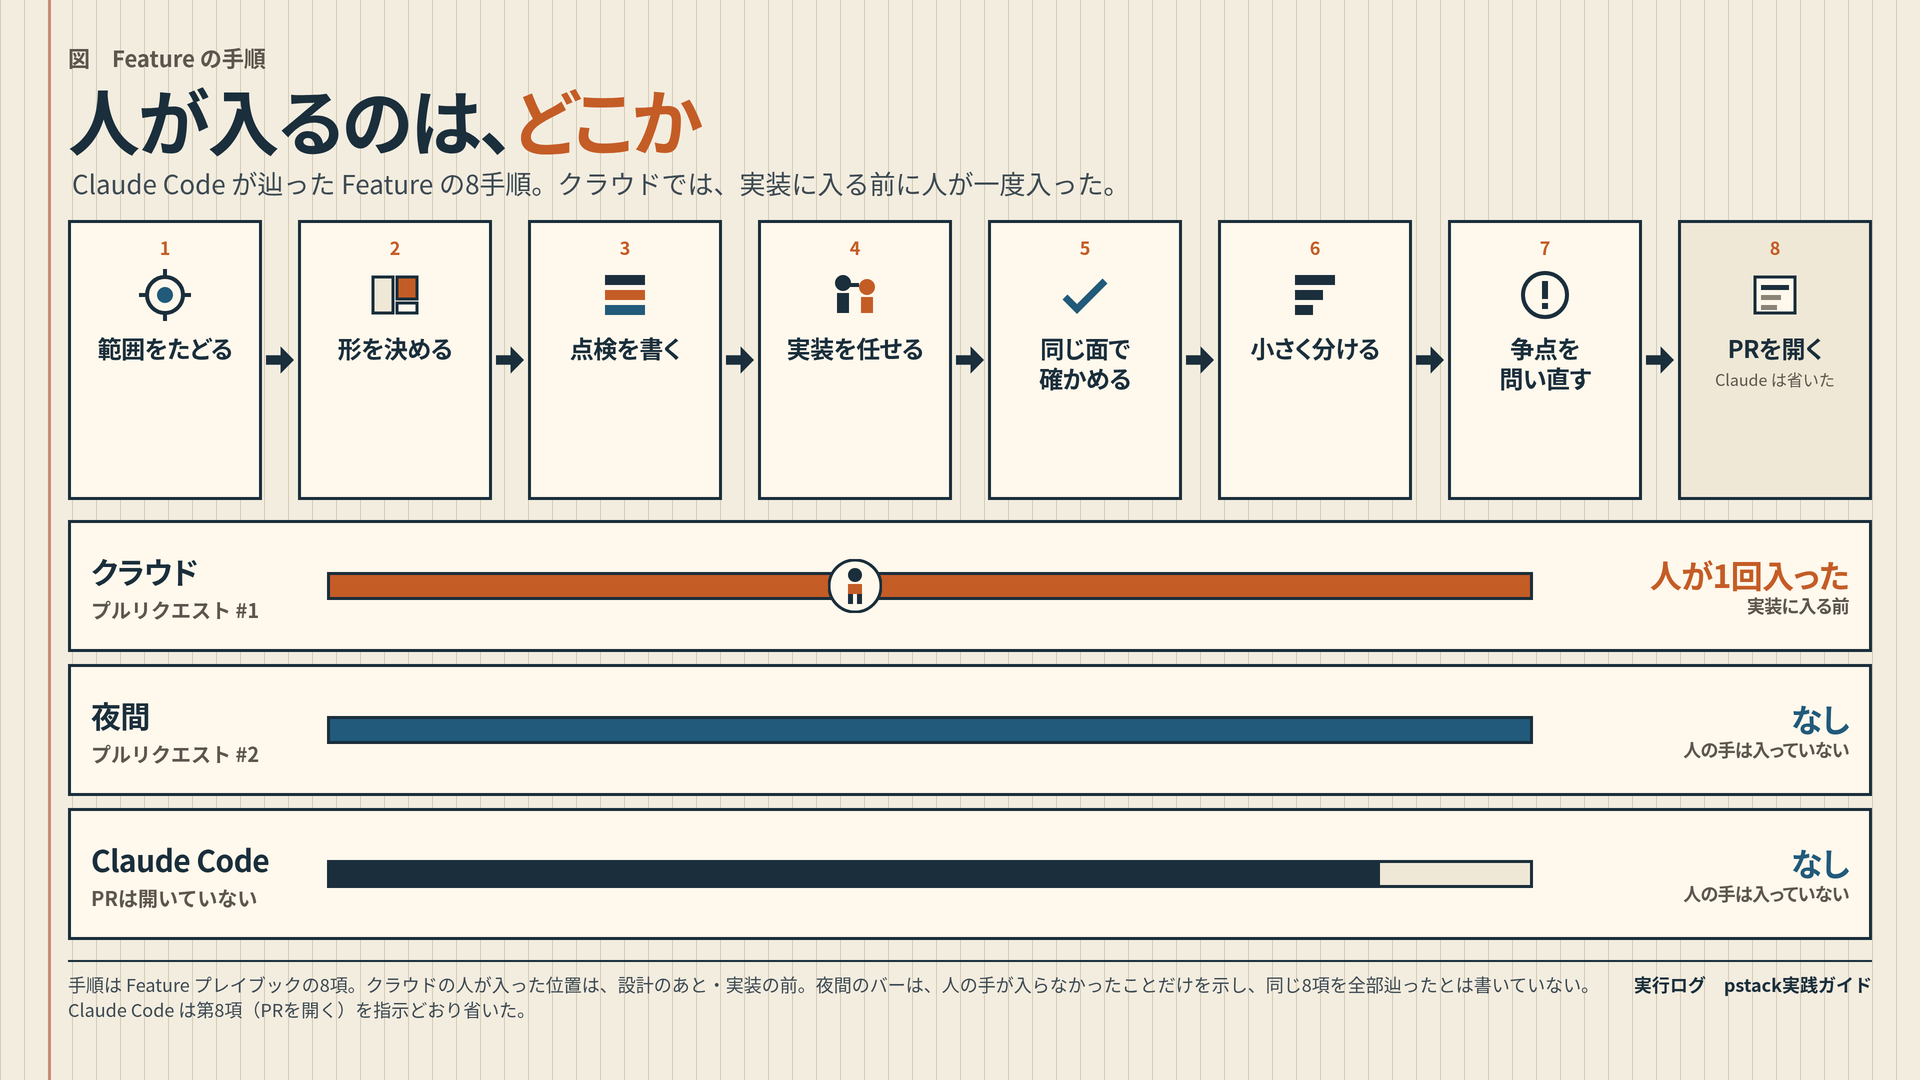 図　Feature の手順
人が入るのは、どこか
Claude Code が辿った Feature の8手順。クラウドでは、実装に入る前に人が一度入った。
1
範囲をたどる
2
形を決める
3
点検を書く
4
実装を任せる
5
同じ面で
確かめる
6
小さく分ける
7
争点を
問い直す
8
PRを開く
Claude は省いた
クラウド
プルリクエスト #1
人が1回入った
実装に入る前
夜間
プルリクエスト #2
なし
人の手は入っていない
Claude Code
PRは開いていない
なし
人の手は入っていない
手順は Feature プレイブックの8項。クラウドの人が入った位置は、設計のあと・実装の前。夜間のバーは、人の手が入らなかったことだけを示し、同じ8項を全部辿ったとは書いていない。
Claude Code は第8項（PRを開く）を指示どおり省いた。
実行ログ　pstack実践ガイド